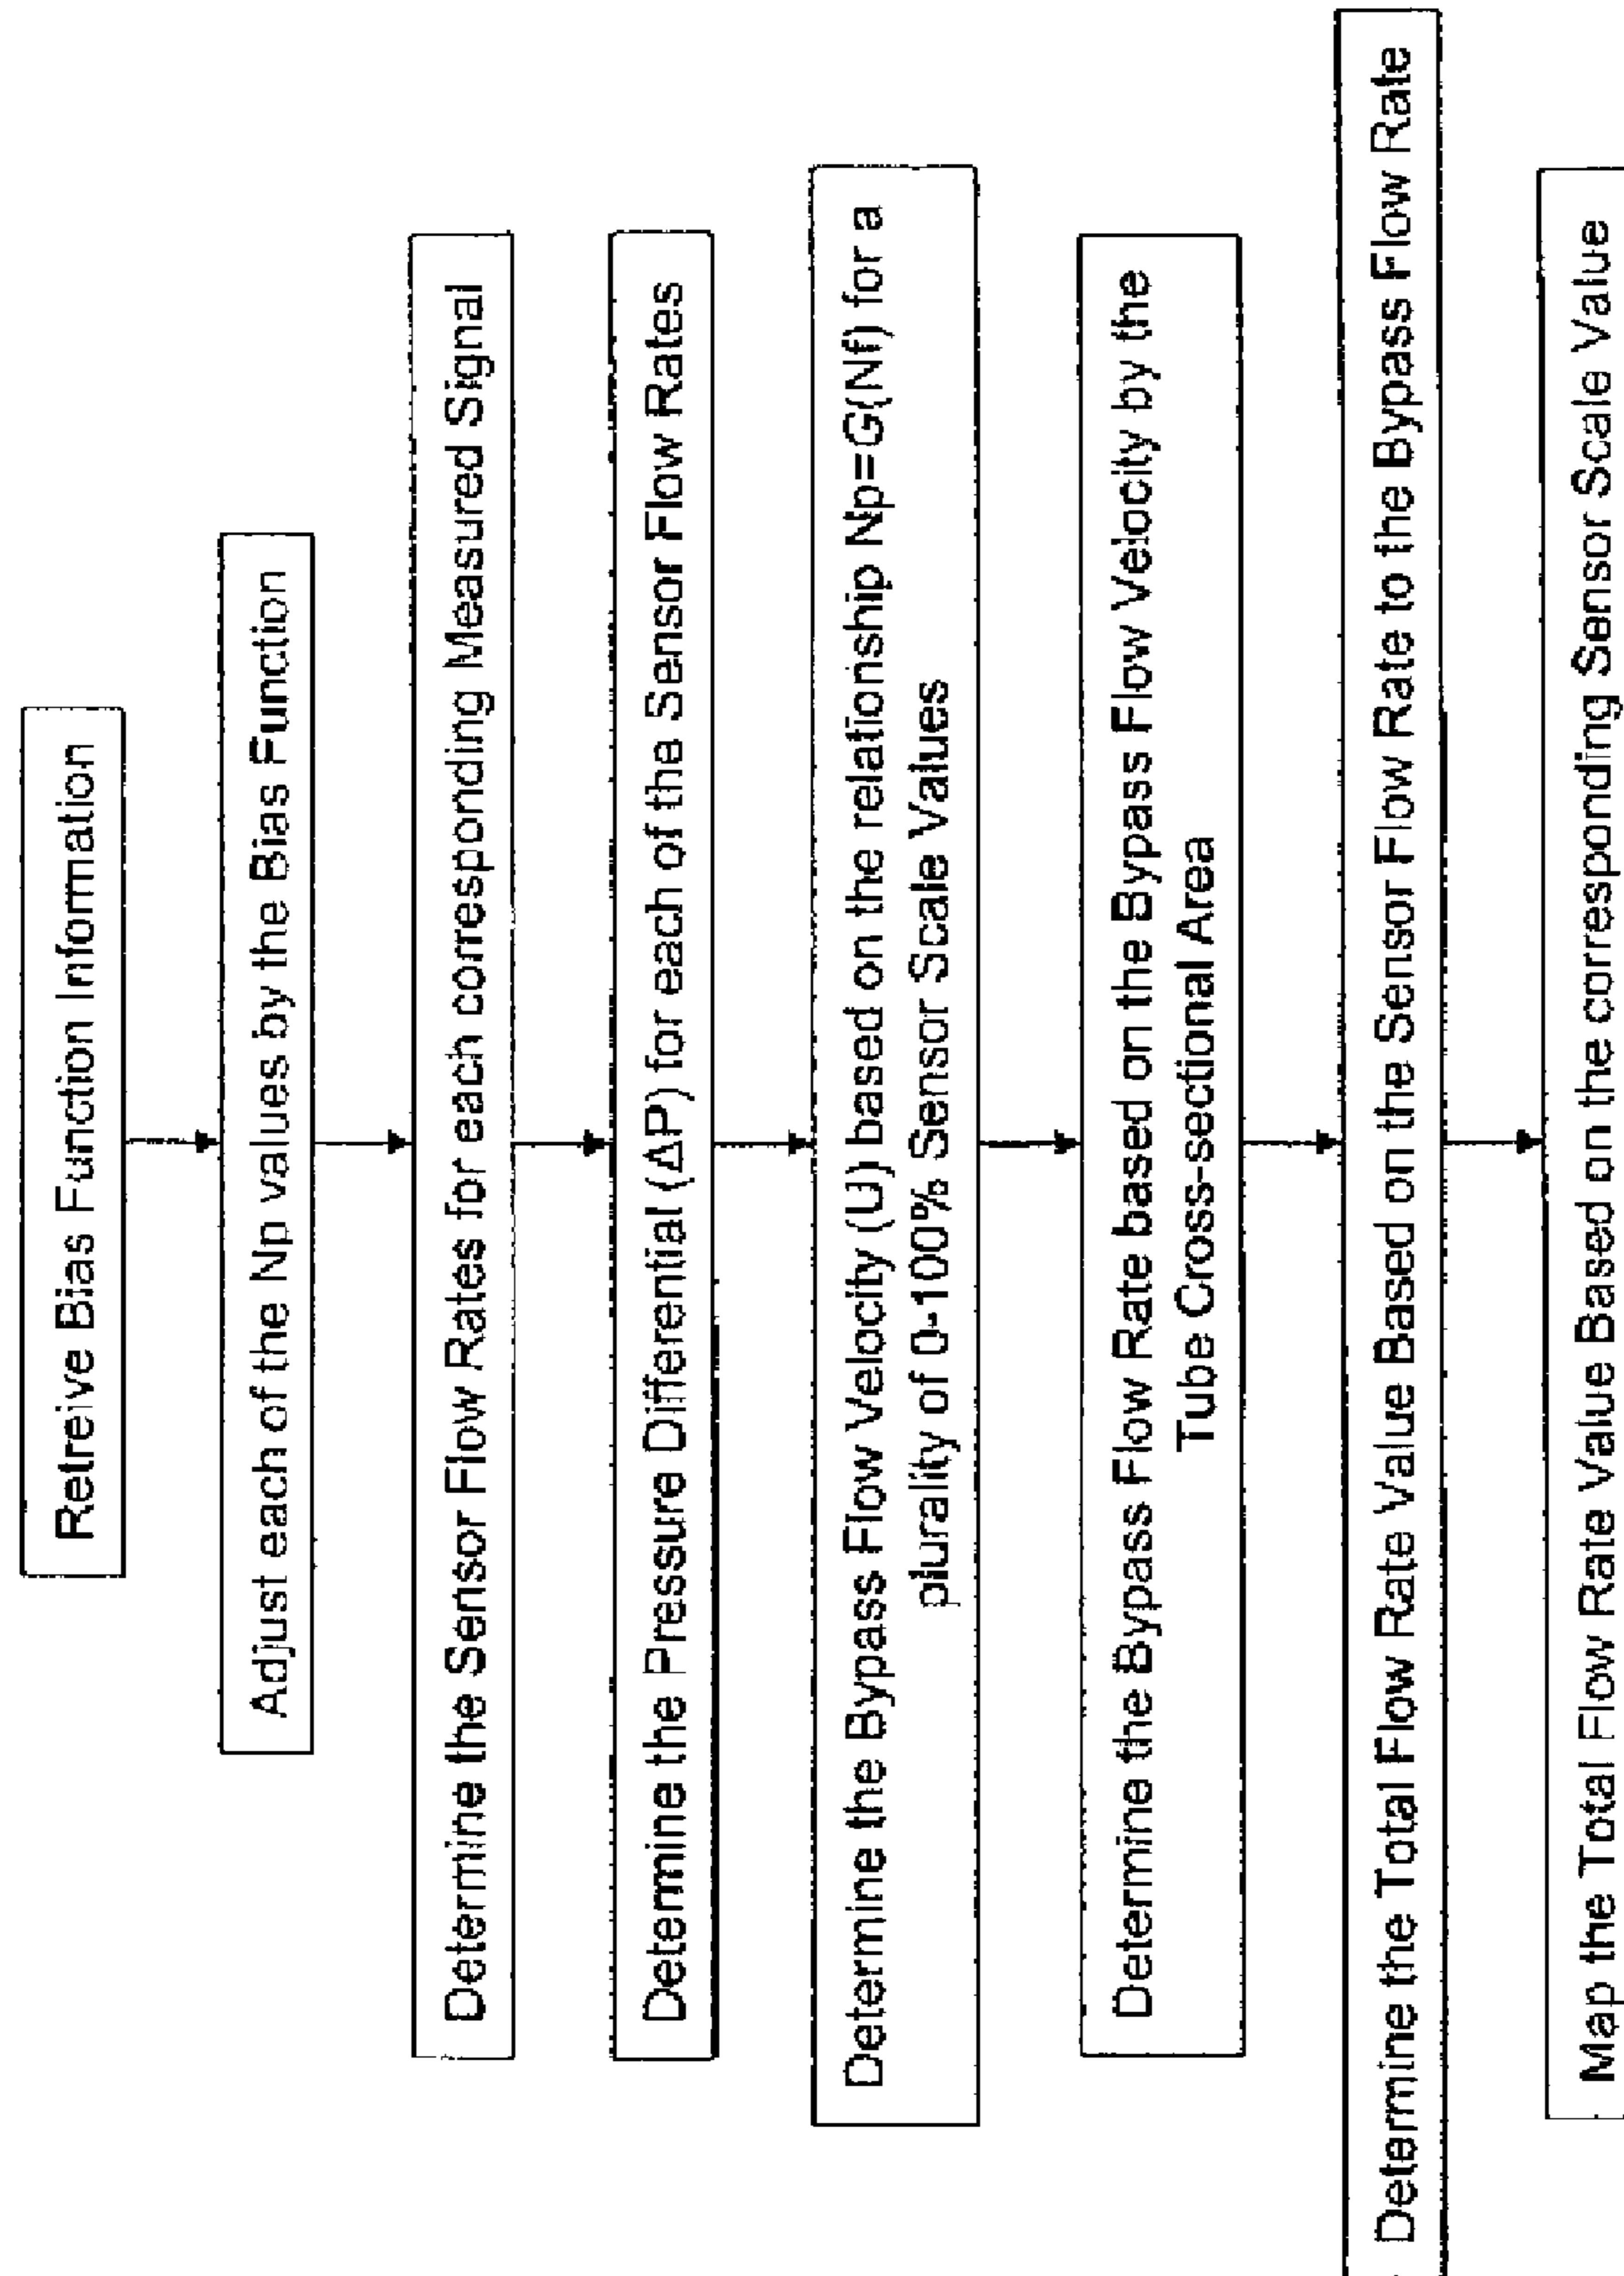 Retreive Bias Function Information
Adjust each of the Np values by the Bias Function
Determine the Sensor Flow Rates for each corresponding Measured Signal
Determine the Pressure Differential (ΔP) for each of the Sensor Flow Rates
Determine the Bypass Flow Velocity (U) based on the relationship Np=G(Nf) for a
plurality of 0-100% Sensor Scale Values
Determine the Bypass Flow Rate based on the Bypass Flow Velocity by the
Tube Cross-sectional Area
Determine the Total Flow Rate Value Based on the Sensor Flow Rate to the Bypass Flow Rate
Map the Total Flow Rate Value Based on the corresponding Sensor Scale Value